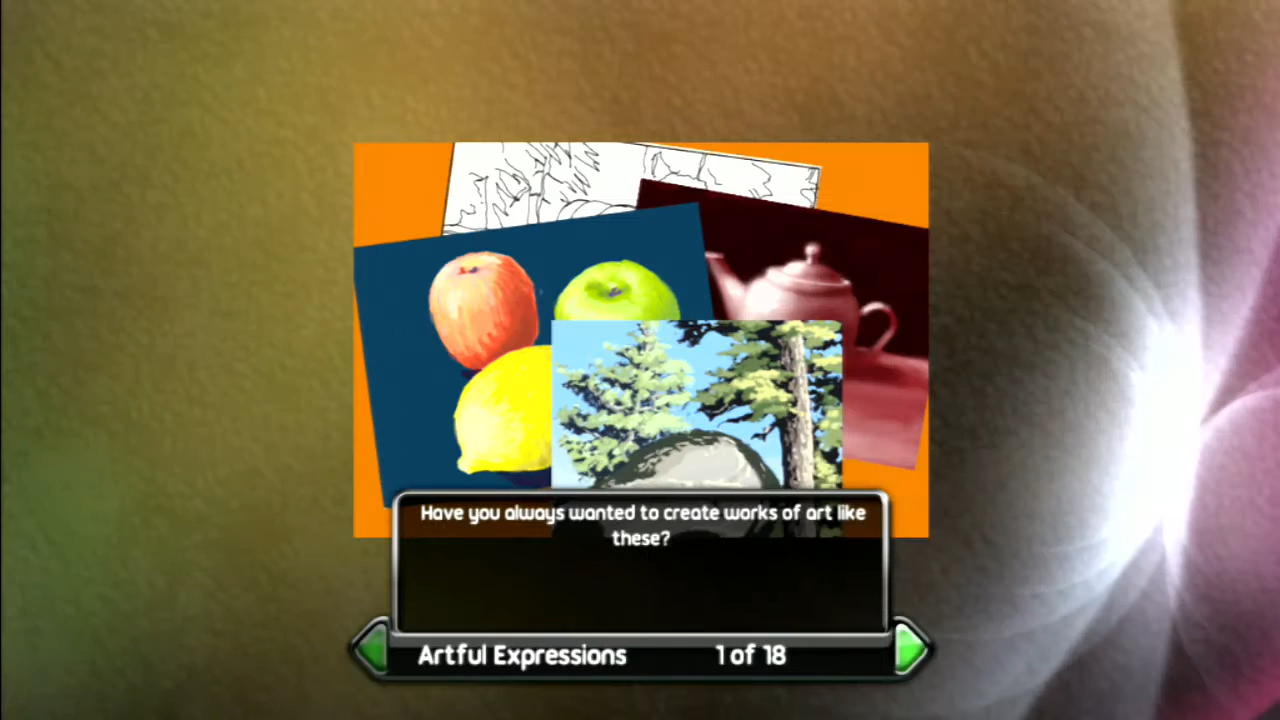 Have you always wanted to create works of art like
these?
Artful Expressions 1 of 18